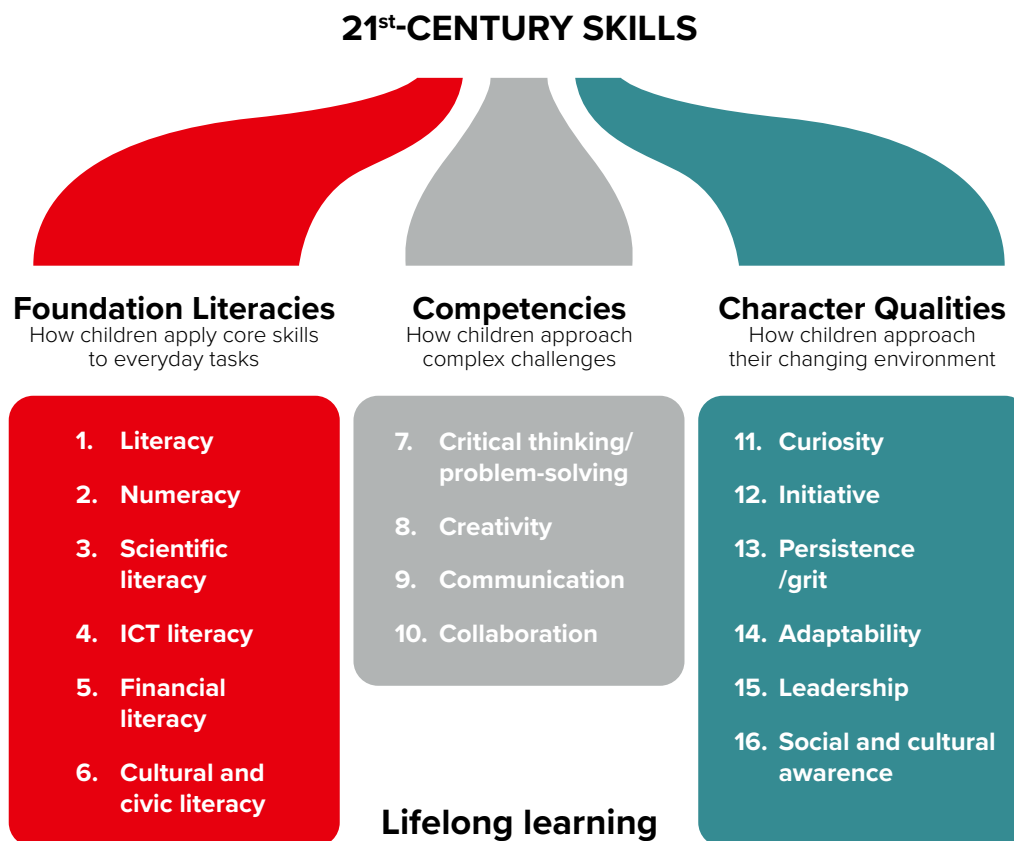 21st-CENTURY SKILLS
Foundation Literacies
How children apply core skills
to everyday tasks
1. Literacy
2. Numeracy
3. Scientific
literacy
4. ICT literacy
5. Financial
literacy
6. Cultural and
civic literacy
Competencies
How children approach
complex challenges
7. Critical thinking/
problem-solving
8. Creativity
9. Communication
10. Collaboration
Character Qualities
How children approach
their changing environment
11. Curiosity
12. Initiative
13. Persistence
/grit
14. Adaptability
15. Leadership
16. Social and cultural
awarence
Lifelong learning